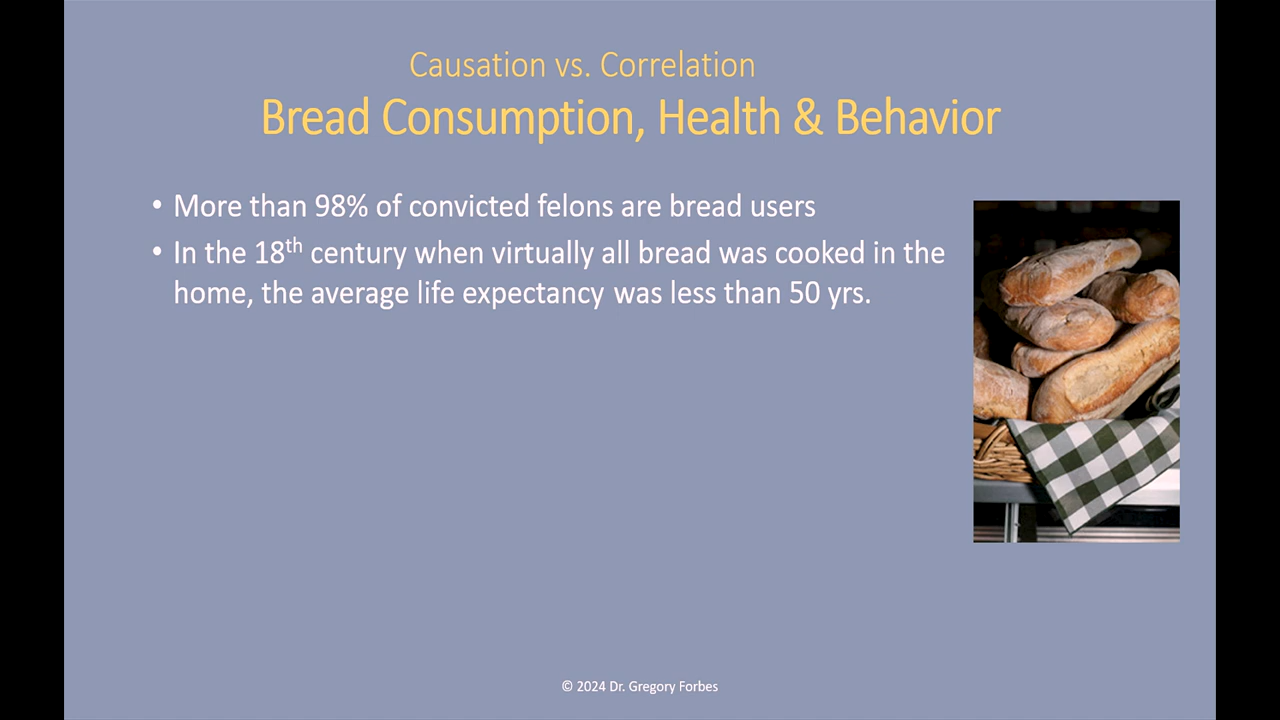 Causation vs. Correlation
Bread Consumption, Health & Behavior
• More than 98% of convicted felons are bread users
• In the 18th century when virtually all bread was cooked in the
home, the average life expectancy was less than 50 yrs.
© 2024 Dr. Gregory Forbes